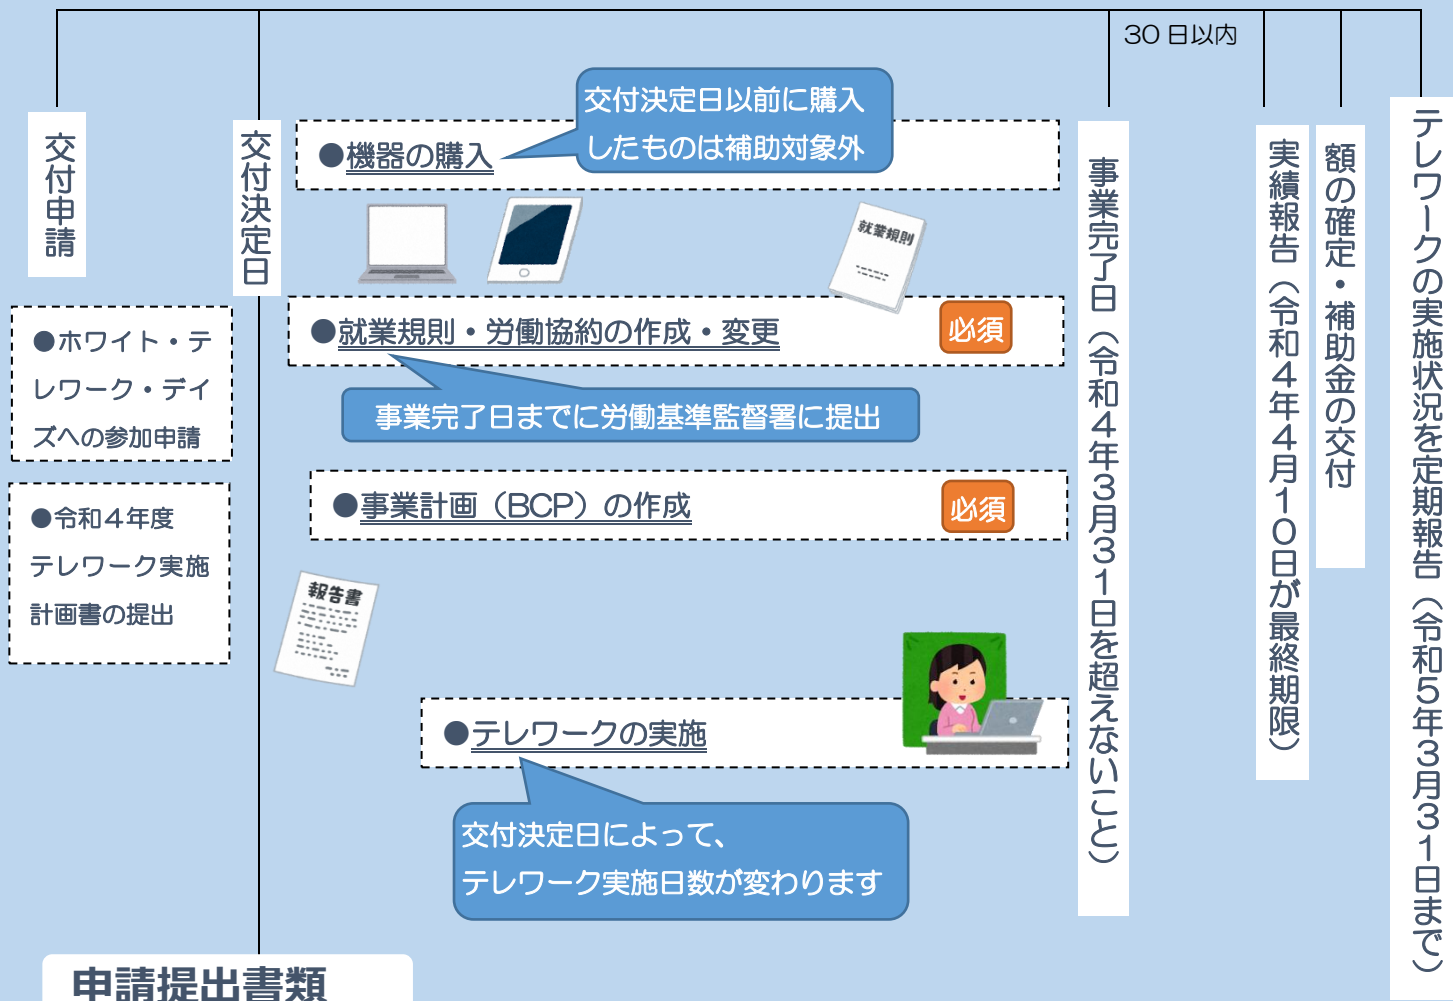 30日以内
交付申請
●ホワイト・テ
レワーク・デイ
ズへの参加申請
●令和4年度
テレワーク実施
計画書の提出
交付決定日
●機器の購入
交付決定日以前に購入
したものは補助対象外
就業規則
●就業規則・労働協約の作成・変更
必須
事業完了日までに労働基準監督署に提出
●事業計画（BCP）の作成
必須
報告書
●テレワークの実施
交付決定日によって、
テレワーク実施日数が変わります
事業完了日（令和４年３月３１日を超えないこと）
実績報告（令和４年４月１０日が最終期限）
額の確定・補助金の交付
テレワークの実施状況を定期報告（令和５年３月３１日まで）
申請提出書類